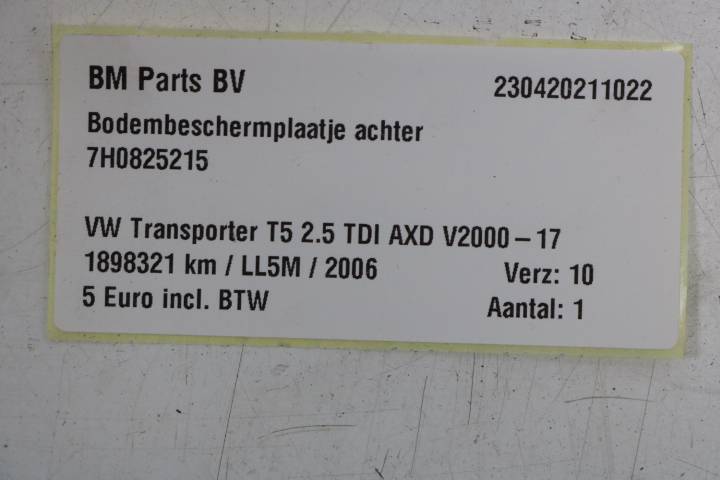 BM Parts BV 230420211022
Bodembeschermplaatje achter
7H0825215
VW Transporter T5 2.5 TDI AXD V2000-17
1898321 km / LL5M / 2006 Verz: 10
5 Euro incl. BTW Aantal: 1